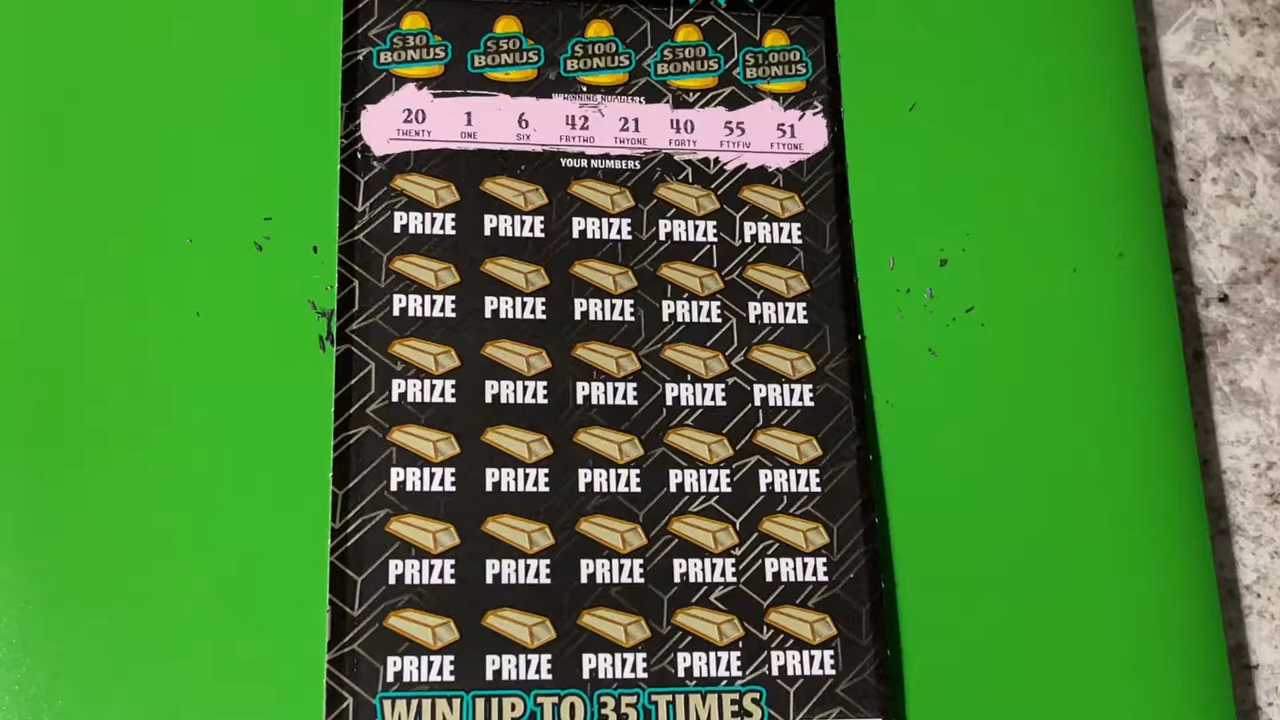 $30 BONUS $50 BONUS $100 BONUS $500 BONUS $1,000 BONUS
WINNING NUMBERS
20 1 6 42 21 40 55 51
TWENTY ONE SIX FRYTWO TWYONE FORTY FTYFIV FTYONE
YOUR NUMBERS
PRIZE PRIZE PRIZE PRIZE PRIZE
PRIZE PRIZE PRIZE PRIZE PRIZE
PRIZE PRIZE PRIZE PRIZE PRIZE
PRIZE PRIZE PRIZE PRIZE PRIZE
PRIZE PRIZE PRIZE PRIZE PRIZE
PRIZE PRIZE PRIZE PRIZE PRIZE
WIN UP TO 35 TIMES